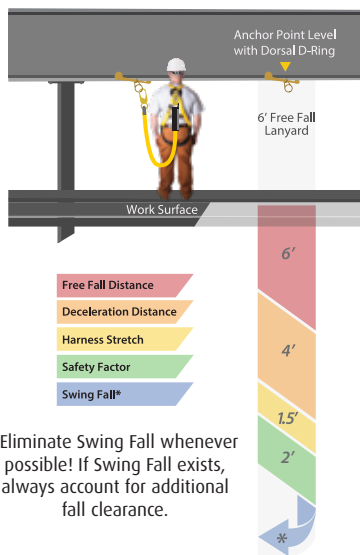 Anchor Point Level
with Dorsal D-Ring
6' Free Fall
Lanyard
Work Surface
6'
Free Fall Distance
Deceleration Distance
Harness Stretch
Safety Factor
Swing Fall*
4'
1.5'
2'
*
Eliminate Swing Fall whenever
possible! If Swing Fall exists,
always account for additional
fall clearance.